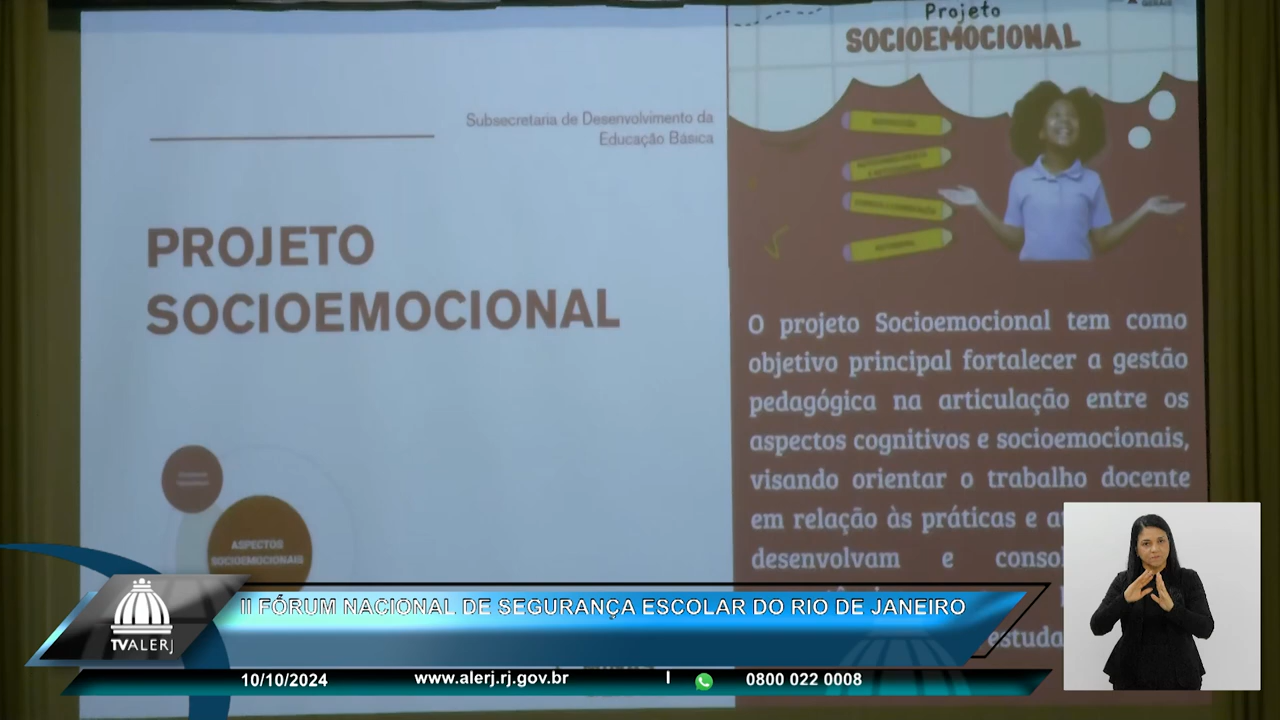 Subsecretaria de Desenvolvimento da
Educação Básica
PROJETO
SOCIOEMOCIONAL
ASPECTOS
SOCIOEMOCIONAIS
Projeto
SOCIOEMOCIONAL
O projeto Socioemocional tem como
objetivo principal fortalecer a gestão
pedagógica na articulação entre os
aspectos cognitivos e socioemocionais,
visando orientar o trabalho docente
em relação às práticas e
desenvolvam e
II FÓRUM NACIONAL DE SEGURANÇA ESCOLAR DO RIO DE JANEIRO
TVALERJ
10/10/2024 www.alerj.rj.gov.br | 0800 022 0008